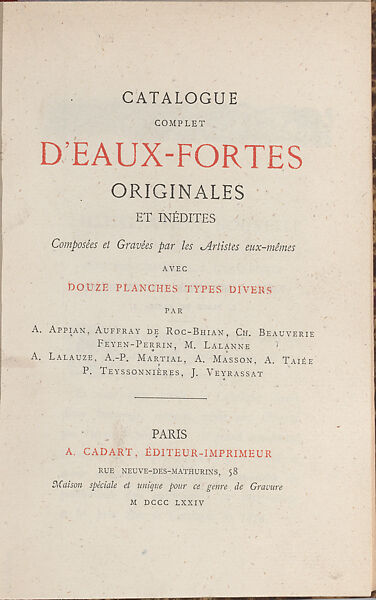 CATALOGUE
COMPLET
D'EAUX-FORTES
ORIGINALES
ET INÉDITES
Composées et Gravées par les Artistes eux-mêmes
AVEC
DOUZE PLANCHES TYPES DIVERS
PAR
A. Appian, Auffray de Roc-Bhian, Ch. Beauverie
Feyen-Perrin, M. Lalanne
A. Lalauze, A.-P. Martial, A. Masson, A. Taiée
P. Teyssonnières, J. Veyrassat
PARIS
A. CADART, ÉDITEUR-IMPRIMEUR
RUE NEUVE-DES-MATHURINS, 58
Maison spéciale et unique pour ce genre de Gravure
M DCCC LXXIV